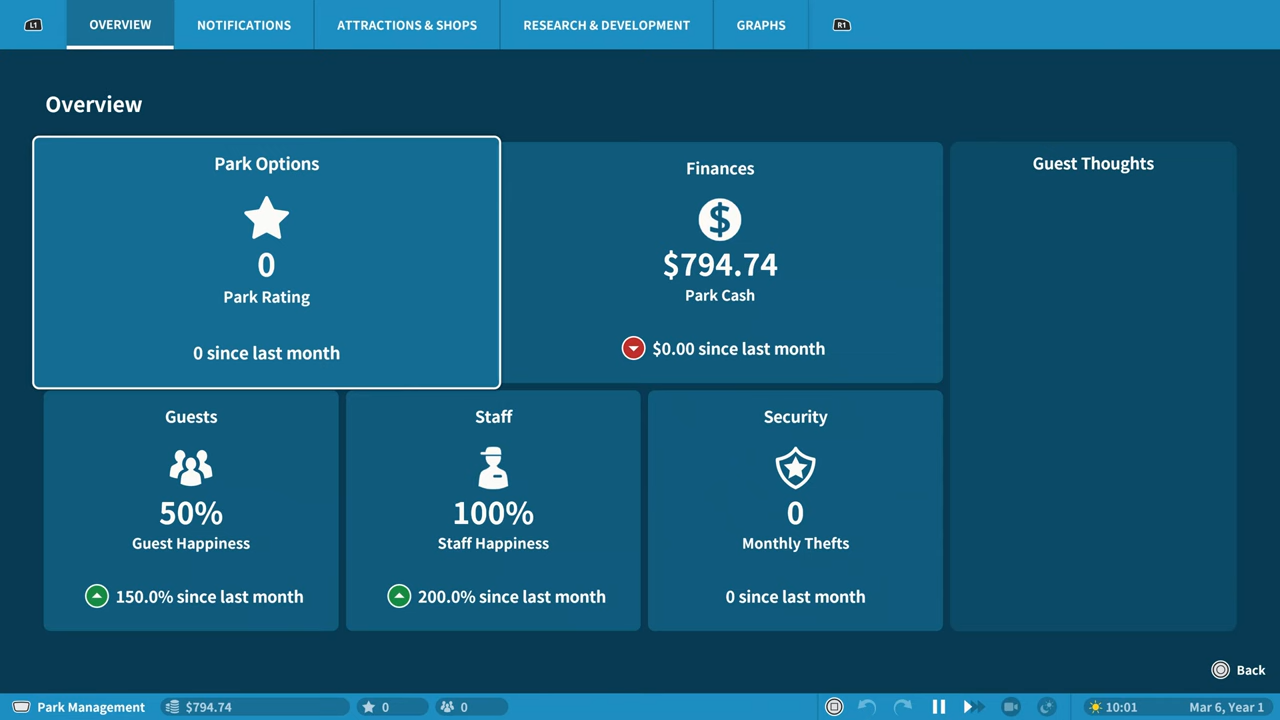 L1
OVERVIEW
NOTIFICATIONS
ATTRACTIONS & SHOPS
RESEARCH & DEVELOPMENT
GRAPHS
R1
Overview
Park Options
0
Park Rating
0 since last month
Finances
$
$794.74
Park Cash
$0.00 since last month
Guest Thoughts
Guests
50%
Guest Happiness
150.0% since last month
Staff
100%
Staff Happiness
200.0% since last month
Security
0
Monthly Thefts
0 since last month
Back
Park Management
$794.74
0
0
10:01
Mar 6, Year 1